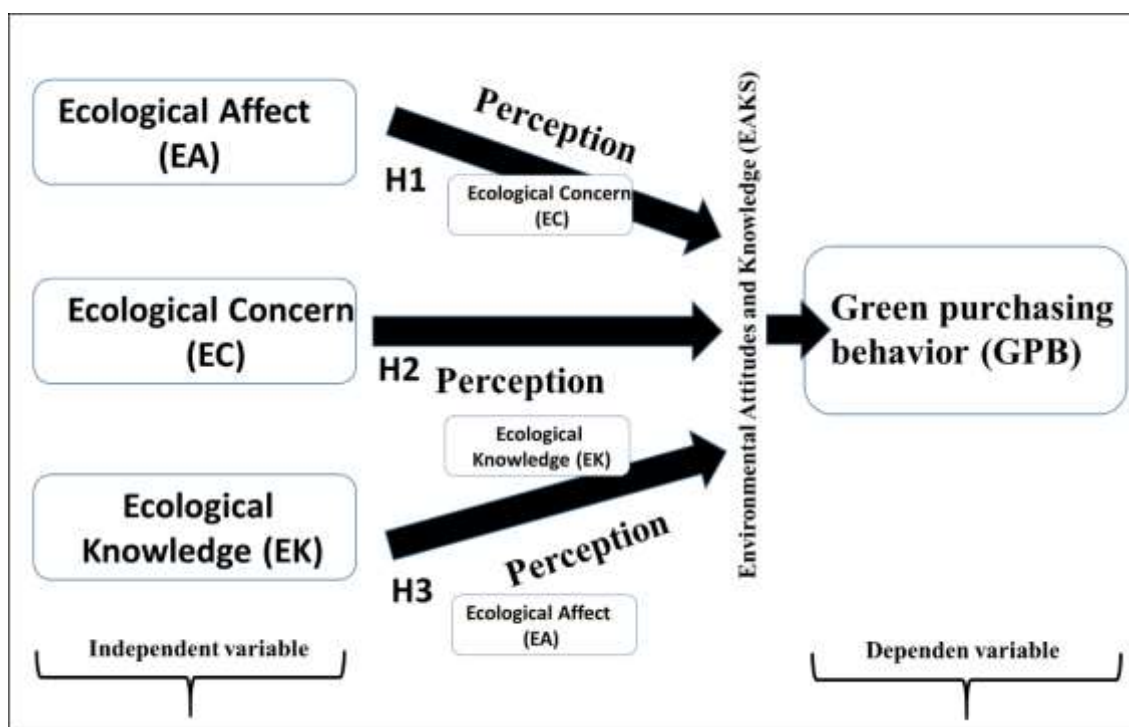 Ecological Affect
(EA)
Perception
H1
Ecological Concern
(EC)
Ecological Concern
(EC)
H2
Perception
Ecological
Knowledge (EK)
Ecological
Knowledge (EK)
H3
Perception
Ecological Affect
(EA)
Environmental Attitudes and Knowledge (EAKS)
Green purchasing
behavior (GPB)
Independent variable
Dependen variable